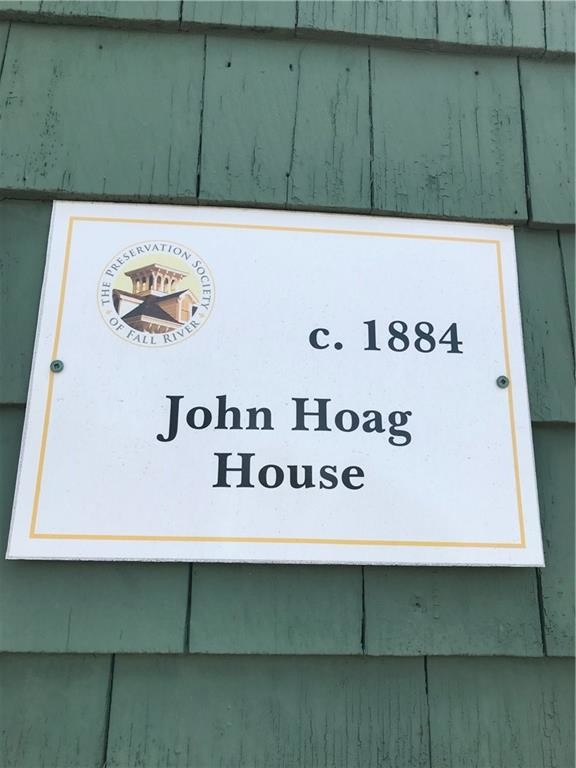 THE PRESERVATION SOCIETY
OF FALL RIVER
c. 1884
John Hoag
House